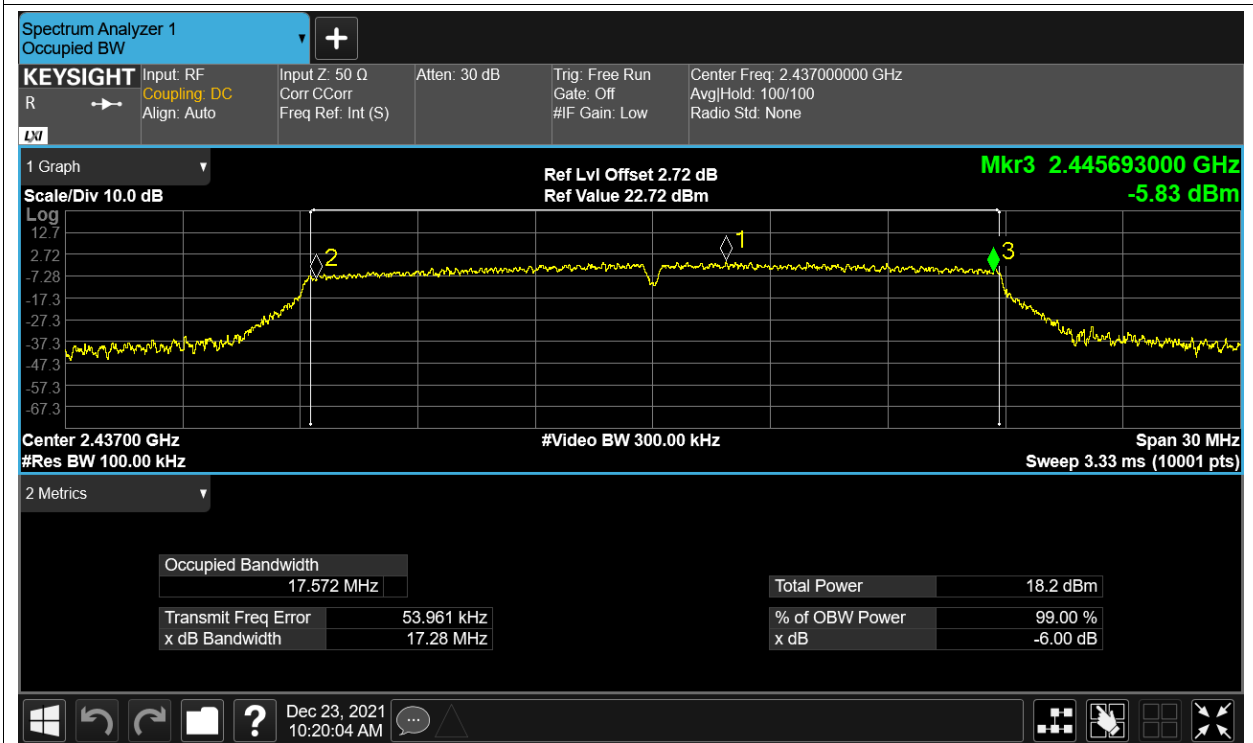 Spectrum Analyzer 1
Occupied BW
KEYSIGHT
R
LXI
Input: RF
Coupling: DC
Align: Auto
Input Z: 50 Ω
Corr CCorr
Freq Ref: Int (S)
Atten: 30 dB
Trig: Free Run
Gate: Off
#IF Gain: Low
Center Freq: 2.437000000 GHz
Avg|Hold: 100/100
Radio Std: None
1 Graph
Scale/Div 10.0 dB
Ref Lvl Offset 2.72 dB
Ref Value 22.72 dBm
Mkr3 2.445693000 GHz
-5.83 dBm
Log
12.7
2.72
-7.28
-17.3
-27.3
-37.3
-47.3
-57.3
-67.3
2
1
3
Center 2.43700 GHz
#Res BW 100.00 kHz
#Video BW 300.00 kHz
Span 30 MHz
Sweep 3.33 ms (10001 pts)
2 Metrics
Occupied Bandwidth
17.572 MHz
Transmit Freq Error 53.961 kHz
x dB Bandwidth 17.28 MHz
Total Power 18.2 dBm
% of OBW Power 99.00 %
x dB -6.00 dB
?
Dec 23, 2021
10:20:04 AM